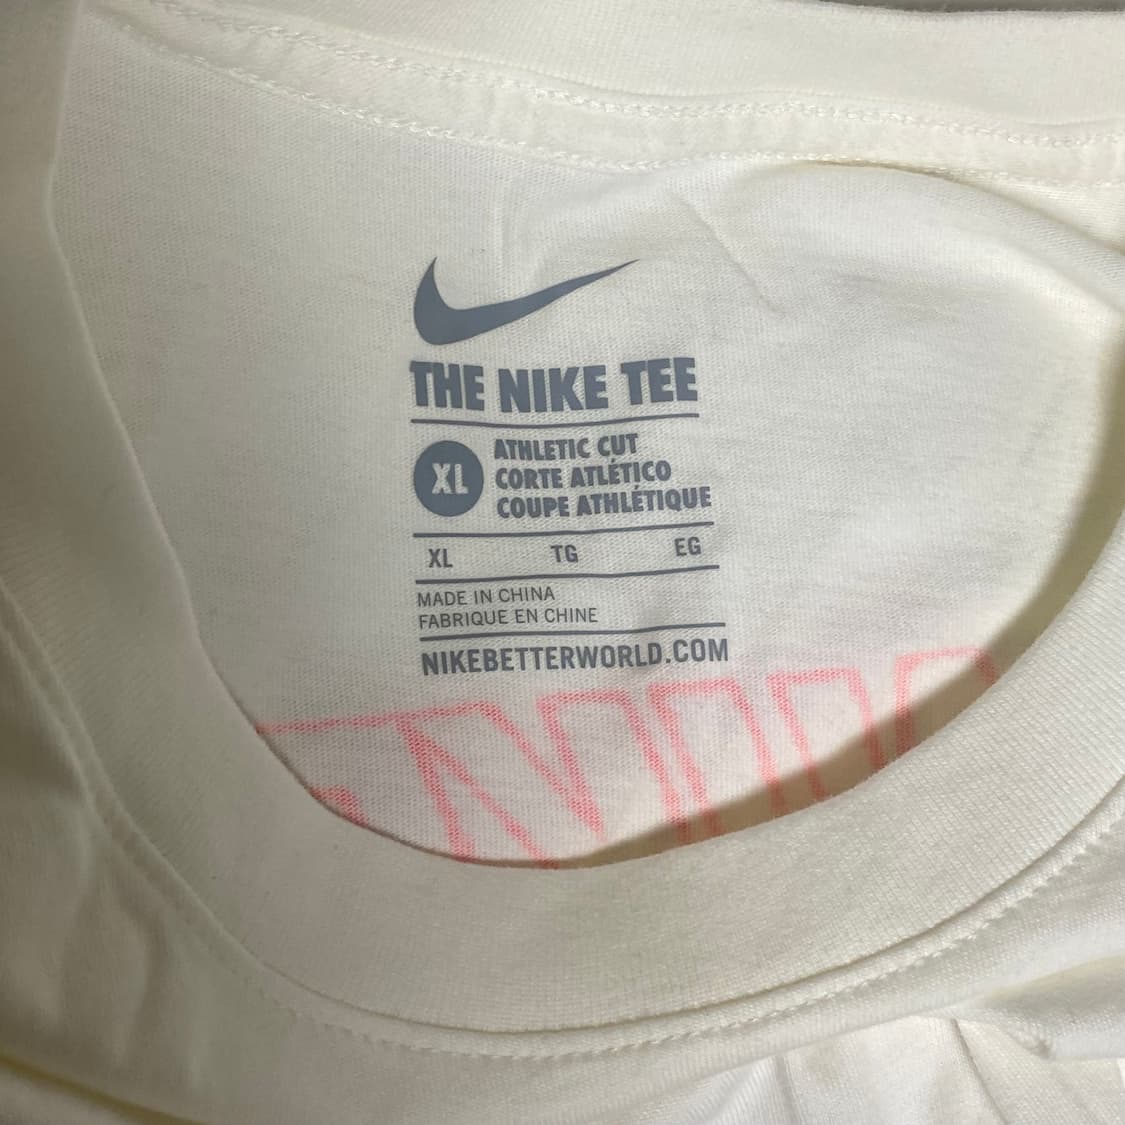 THE NIKE TEE
XL
ATHLETIC CUT
CORTE ATLÉTICO
COUPE ATHLÉTIQUE
XL TG EG
MADE IN CHINA
FABRIQUE EN CHINE
NIKEBETTERWORLD.COM